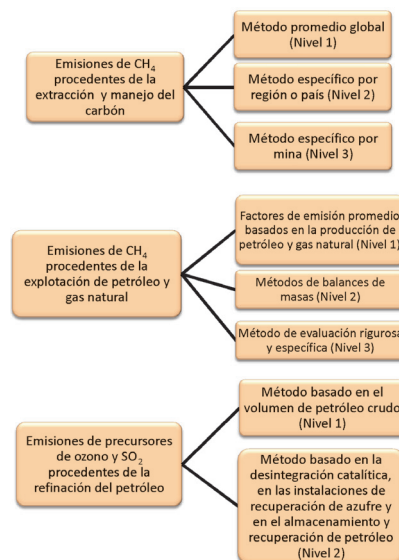 Emisiones de CH4
procedentes de la
extracción y manejo del
carbón
Método promedio global
(Nivel 1)
Método específico por
región o país (Nivel 2)
Método específico por
mina (Nivel 3)
Emisiones de CH4
procedentes de la
explotación de petróleo y
gas natural
Factores de emisión promedio
basados en la producción de
petróleo y gas natural (Nivel 1)
Métodos de balances de
masas (Nivel 2)
Método de evaluación rigurosa
y específica (Nivel 3)
Emisiones de precursores
de ozono y SO2
procedentes de la
refinación del petróleo
Método basado en el
volumen de petróleo crudo
(Nivel 1)
Método basado en la
desintegración catalítica,
en las instalaciones de
recuperación de azufre y
en el almacenamiento y
recuperación de petróleo
(Nivel 2)